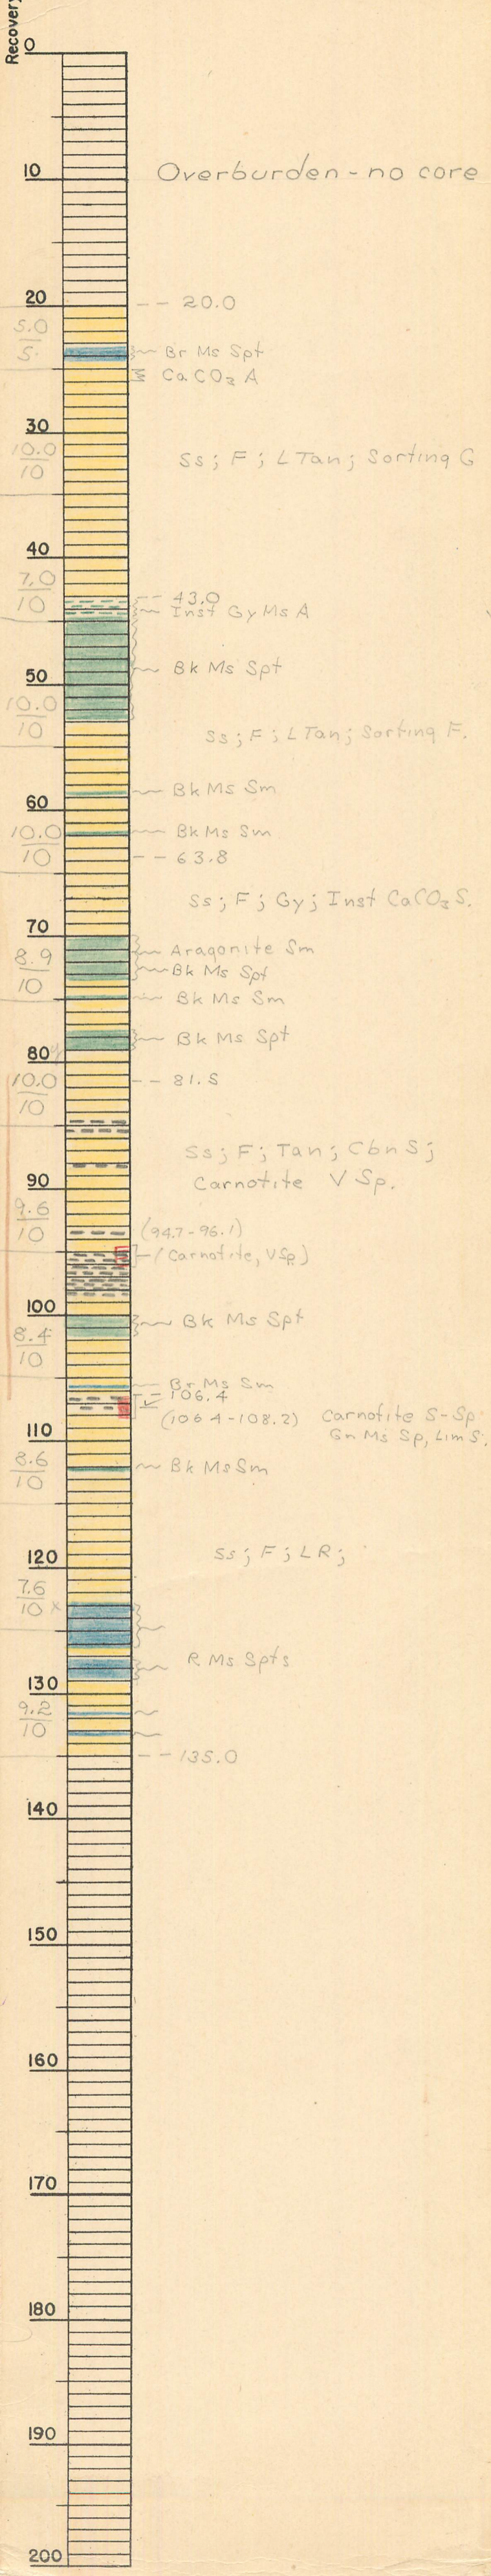 Recovery
0
10 Overburden - no core
20 -- 20.0
5.0
5.
Br Ms Spt
CaCO3 A
30
10.0
10
Ss; F; L Tan; Sorting G
40
7.0
10
-- 43.0
Inst Gy Ms A
50 Bk Ms Spt
10.0
10
Ss; F; L Tan; Sorting F.
Bk Ms Sm
60
10.0
10
Bk Ms Sm
-- 63.8
Ss; F; Gy; Inst CaCO3 S.
70
Aragonite Sm
8.9
10
Bk Ms Spt
Bk Ms Sm
Bk Ms Spt
80
10.0
10
-- 81.5
Ss; F; Tan; Cbn S;
Carnotite V Sp.
90
9.6
10
(94.7-96.1)
(Carnotite, VSp)
100
Bk Ms Spt
8.4
10
Br Ms Sm
-- 106.4
(106.4-108.2) Carnotite S-Sp
Gn Ms Sp, Lim S.
110
8.6
10
Bk Ms Sm
120 Ss; F; LR;
7.6
10 x
R Ms Spts
130
9.2
10
-- 135.0
140
150
160
170
180
190
200